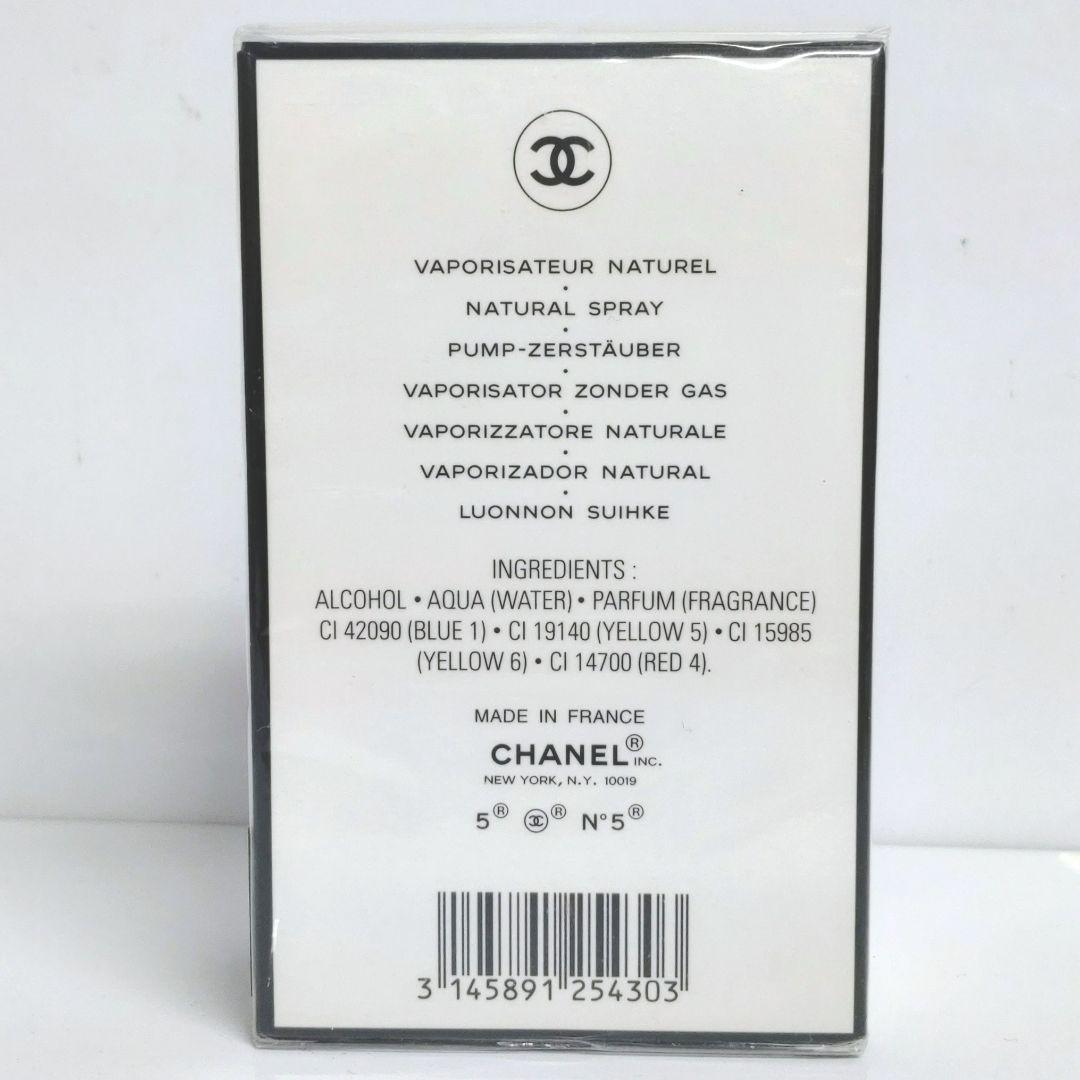 VAPORISATEUR NATUREL
•
NATURAL SPRAY
•
PUMP-ZERSTÄUBER
•
VAPORISATOR ZONDER GAS
•
VAPORIZZATORE NATURALE
•
VAPORIZADOR NATURAL
•
LUONNON SUIHKE
INGREDIENTS :
ALCOHOL • AQUA (WATER) • PARFUM (FRAGRANCE)
CI 42090 (BLUE 1) • CI 19140 (YELLOW 5) • CI 15985
(YELLOW 6) • CI 14700 (RED 4).
MADE IN FRANCE
CHANEL® INC.
NEW YORK, N.Y. 10019
5® ® N°5®
3 145891 254303